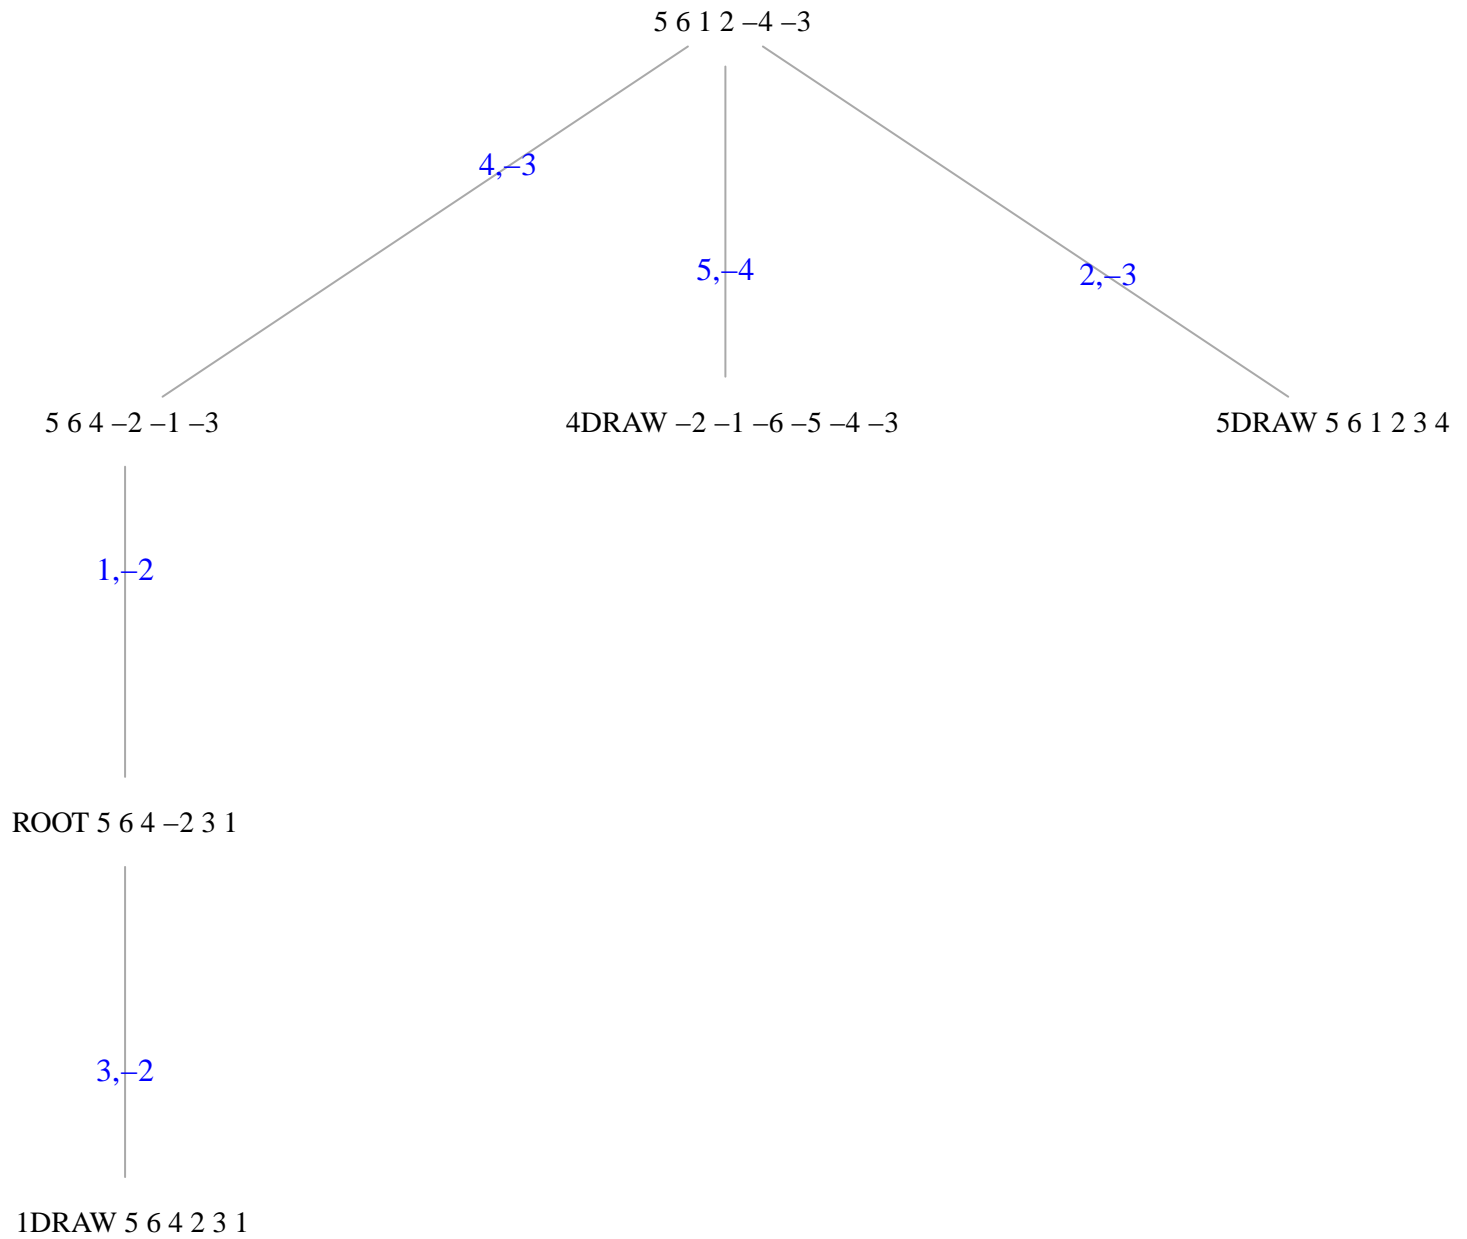 5 6 1 2 –4 –3
4,–3
5,–4
2,–3
5 6 4 –2 –1 –3
4DRAW –2 –1 –6 –5 –4 –3
5DRAW 5 6 1 2 3 4
1,–2
ROOT 5 6 4 –2 3 1
3,–2
1DRAW 5 6 4 2 3 1